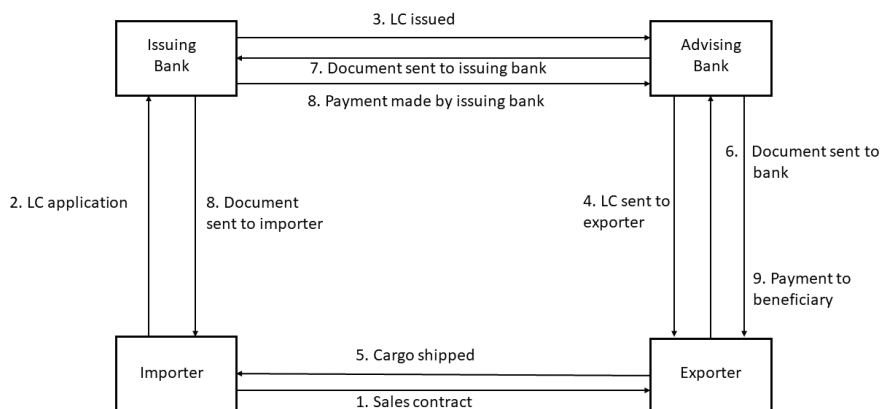 3. LC issued
Issuing
Bank
Advising
Bank
7. Document sent to issuing bank
8. Payment made by issuing bank
6. Document sent to
bank
2. LC application
8. Document
sent to importer
4. LC sent to
exporter
9. Payment to
beneficiary
5. Cargo shipped
Importer
Exporter
1. Sales contract